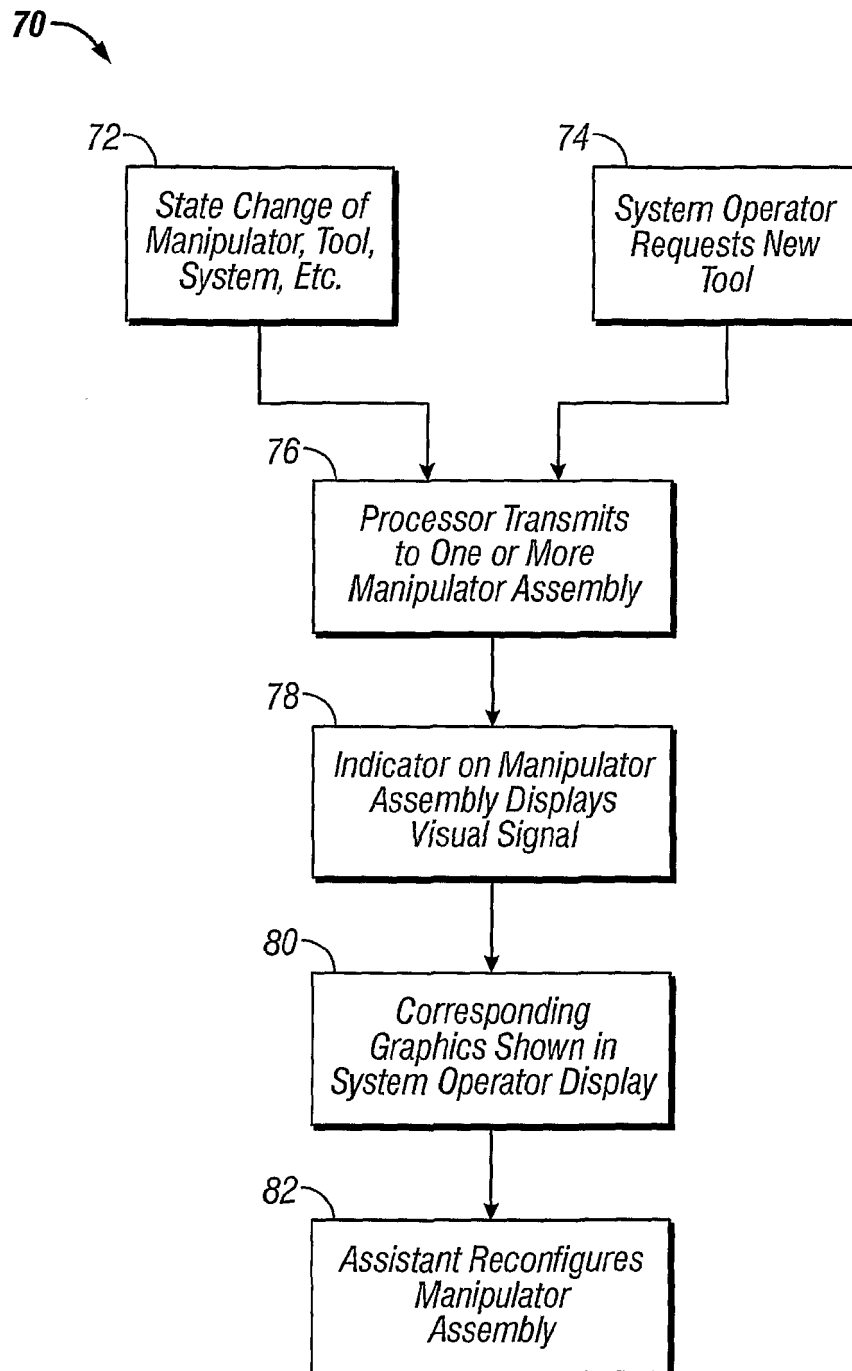 70
72
State Change of
Manipulator, Tool,
System, Etc.
74
System Operator
Requests New
Tool
76
Processor Transmits
to One or More
Manipulator Assembly
78
Indicator on Manipulator
Assembly Displays
Visual Signal
80
Corresponding
Graphics Shown in
System Operator Display
82
Assistant Reconfigures
Manipulator
Assembly